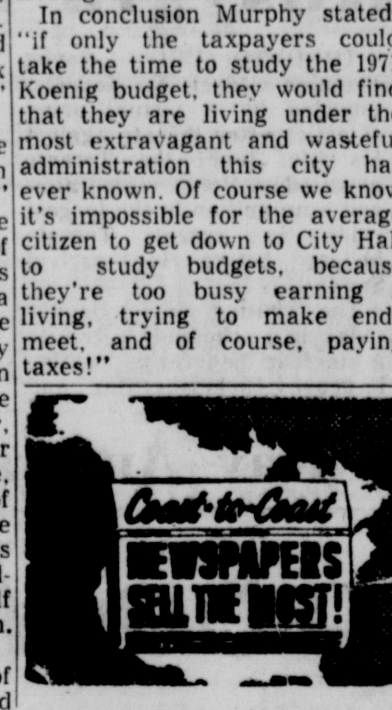 In conclusion Murphy stated
"if only the taxpayers coul
take the time to study the 197
Koenig budget, they would fin
that they are living under th
most extravagant and wastefu
administration this city ha
ever known. Of course we know
it's impossible for the averag
citizen to get down to City Hal
to study budgets, becaus
they're too busy earning
living, trying to make end
meet, and of course, payin
taxes!"
Coast-to-Coast
NEWSPAPERS
SELL THE MOST!